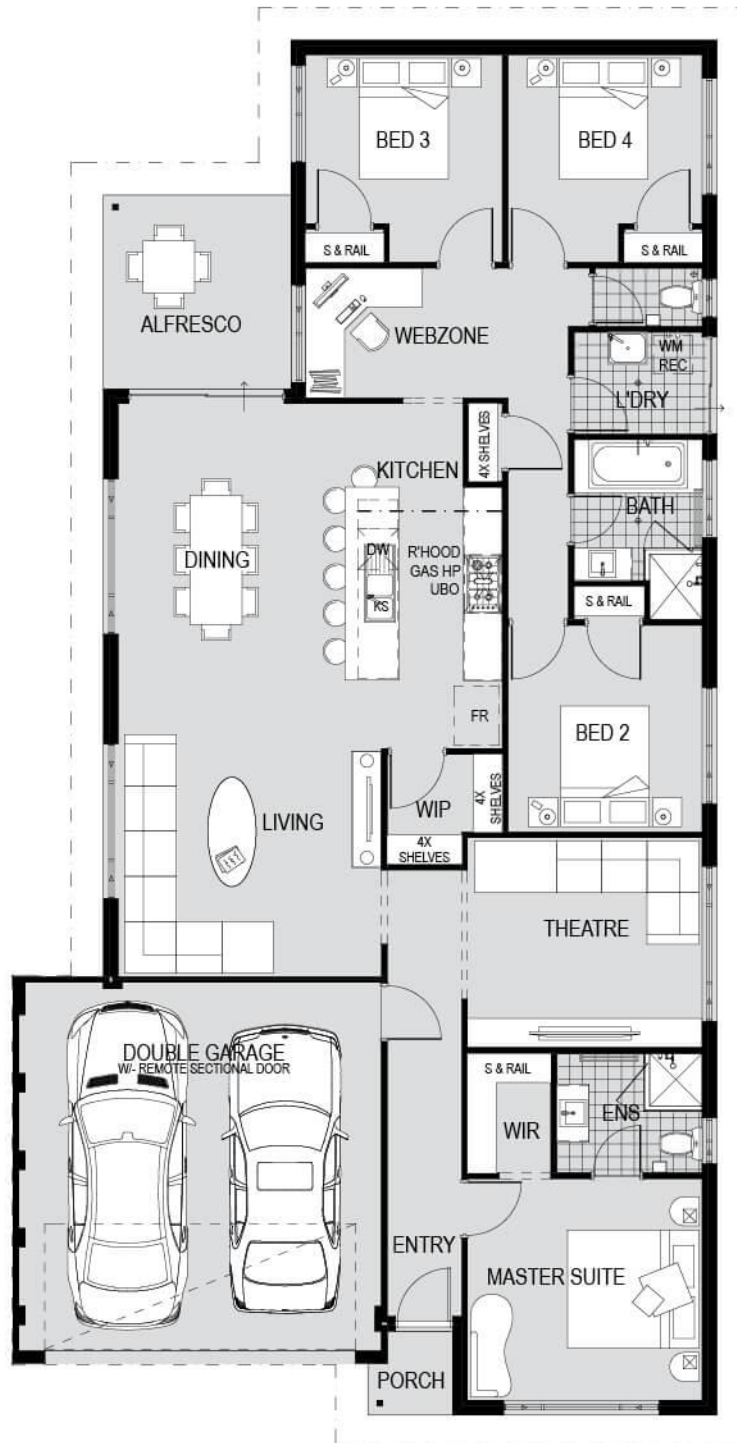 BED 3
BED 4
S & RAIL
S & RAIL
ALFRESCO
WEBZONE
WM
REC
L'DRY
4X SHELVES
KITCHEN
BATH
DINING
DW
KS
R'HOOD
GAS HP
UBO
S & RAIL
FR
BED 2
LIVING
WIP
4X
SHELVES
4X
SHELVES
THEATRE
DOUBLE GARAGE
W/- REMOTE SECTIONAL DOOR
S & RAIL
WIR
ENS
ENTRY
MASTER SUITE
PORCH